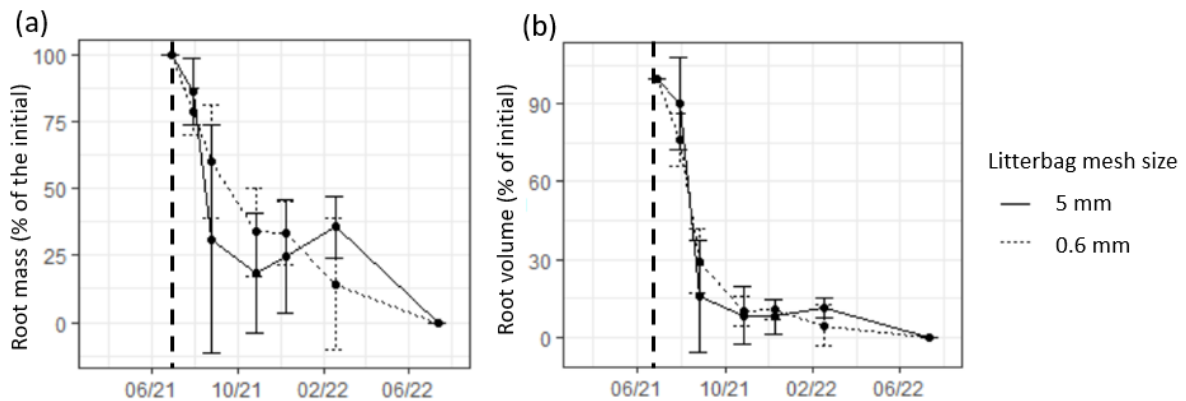 (a)
Root mass (% of the initial)
100
75
50
25
0
06/21 10/21 02/22 06/22
(b)
Root volume (% of initial)
90
60
30
0
06/21 10/21 02/22 06/22
Litterbag mesh size
5 mm
0.6 mm